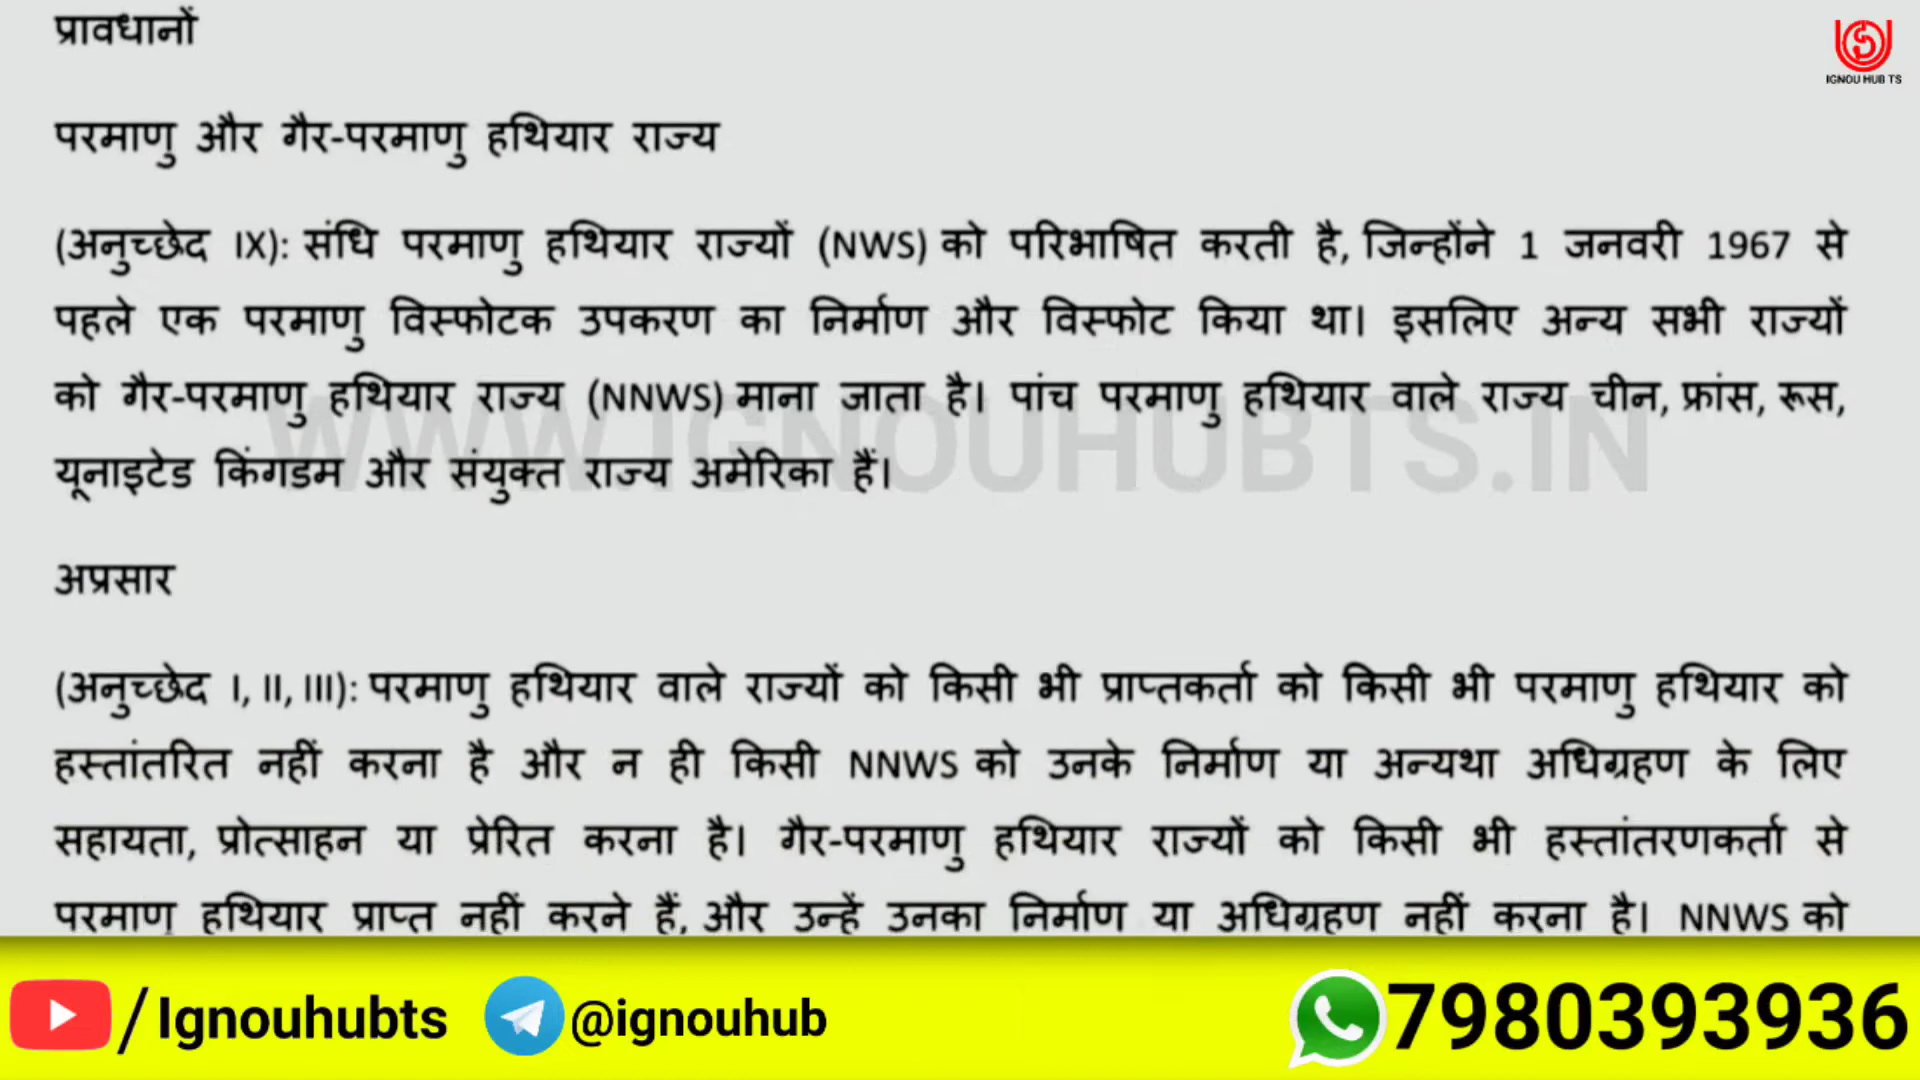 प्रावधानों
IGNOU HUB TS
परमाणु और गैर-परमाणु हथियार राज्य
(अनुच्छेद IX): संधि परमाणु हथियार राज्यों (NWS) को परिभाषित करती है, जिन्होंने 1 जनवरी 1967 से
पहले एक परमाणु विस्फोटक उपकरण का निर्माण और विस्फोट किया था। इसलिए अन्य सभी राज्यों
को गैर-परमाणु हथियार राज्य (NNWS) माना जाता है। पांच परमाणु हथियार वाले राज्य चीन, फ्रांस, रूस,
WWW.IGNOUHUBTS.IN
यूनाइटेड किंगडम और संयुक्त राज्य अमेरिका हैं।
अप्रसार
(अनुच्छेद I, II, III): परमाणु हथियार वाले राज्यों को किसी भी प्राप्तकर्ता को किसी भी परमाणु हथियार को
हस्तांतरित नहीं करना है और न ही किसी NNWS को उनके निर्माण या अन्यथा अधिग्रहण के लिए
सहायता, प्रोत्साहन या प्रेरित करना है। गैर-परमाणु हथियार राज्यों को किसी भी हस्तांतरणकर्ता से
परमाणु हथियार प्राप्त नहीं करने हैं, और उन्हें उनका निर्माण या अधिग्रहण नहीं करना है। NNWS को
/Ignouhubts @ignouhub 7980393936